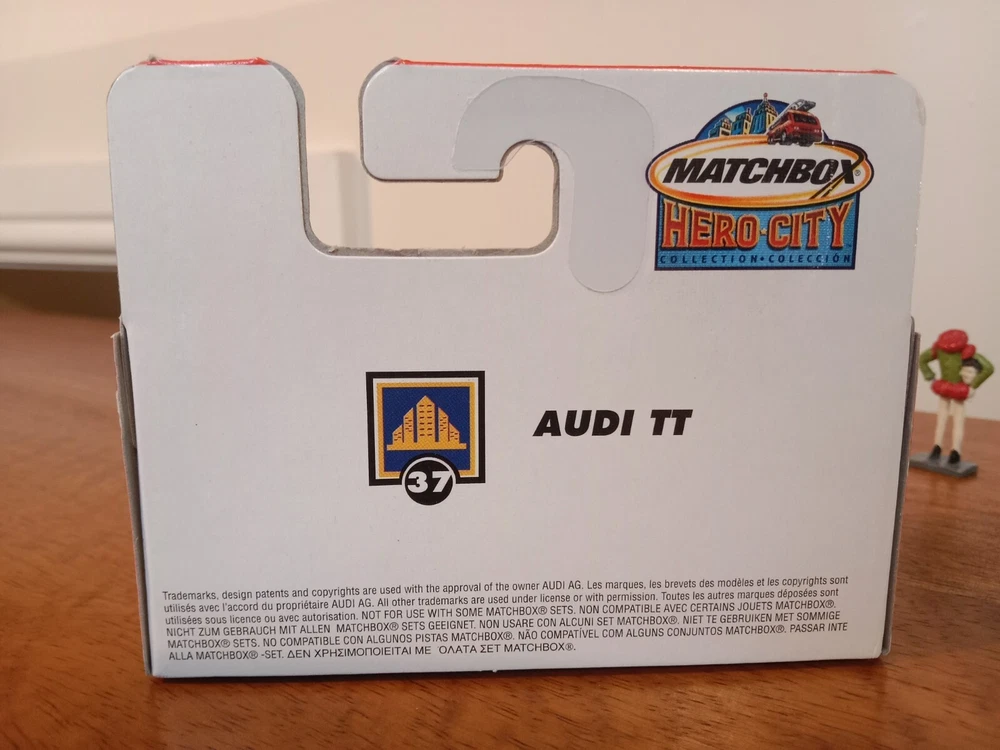 MATCHBOX®
HERO·CITY™
COLLECTION•COLECCIÓN
AUDI TT
37
Trademarks, design patents and copyrights are used with the approval of the owner AUDI AG. Les marques, les brevets des modèles et les copyrights sont
utilisés avec l'accord du propriétaire AUDI AG. All other trademarks are used under license or with permission. Toutes les autres marques déposées sont
utilisées sous licence ou avec autorisation. NOT FOR USE WITH SOME MATCHBOX® SETS. NON COMPATIBLE AVEC CERTAINS JOUETS MATCHBOX®.
NICHT ZUM GEBRAUCH MIT ALLEN MATCHBOX® SETS GEEIGNET. NON USARE CON ALCUNI SET MATCHBOX®. NIET TE GEBRUIKEN MET SOMMIGE
MATCHBOX® SETS. NO COMPATIBLE CON ALGUNOS PISTAS MATCHBOX®. NÃO COMPATÍVEL COM ALGUNS CONJUNTOS MATCHBOX®. PASSAR INTE
ALLA MATCHBOX® -SET. ΔΕΝ ΧΡΗΣΙΜΟΠΟΙΕΙΤΑΙ ΜΕ ΌΛΑΤΑ ΣΕΤ MATCHBOX®.